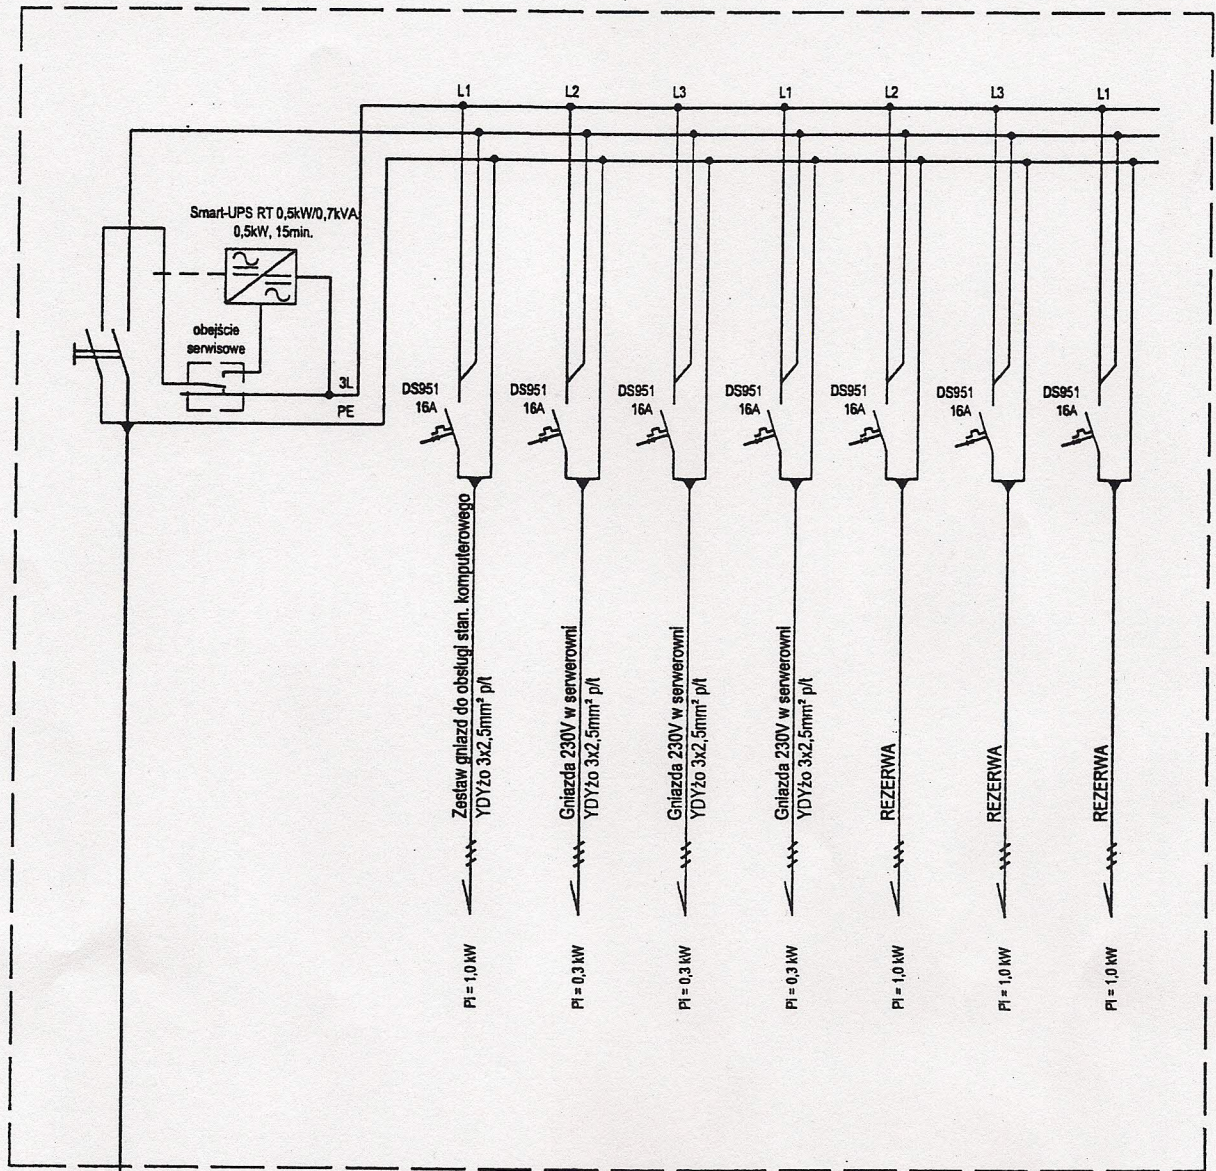 L1
L2
L3
L1
L2
L3
L1
Smart-UPS RT 0,5kW/0,7kVA
0,5kW, 15min.
obejście
serwisowe
3L
PE
DS951
16A
DS951
16A
DS951
16A
DS951
16A
DS951
16A
DS951
16A
DS951
16A
Zestaw gniazd do obsługi stan. komputerowego
YDYżo 3x2,5mm² p/t
Gniazda 230V w serwerowni
YDYżo 3x2,5mm² p/t
Gniazda 230V w serwerowni
YDYżo 3x2,5mm² p/t
Gniazda 230V w serwerowni
YDYżo 3x2,5mm² p/t
REZERWA
REZERWA
REZERWA
Pi = 1,0 kW
Pi = 0,3 kW
Pi = 0,3 kW
Pi = 0,3 kW
Pi = 1,0 kW
Pi = 1,0 kW
Pi = 1,0 kW